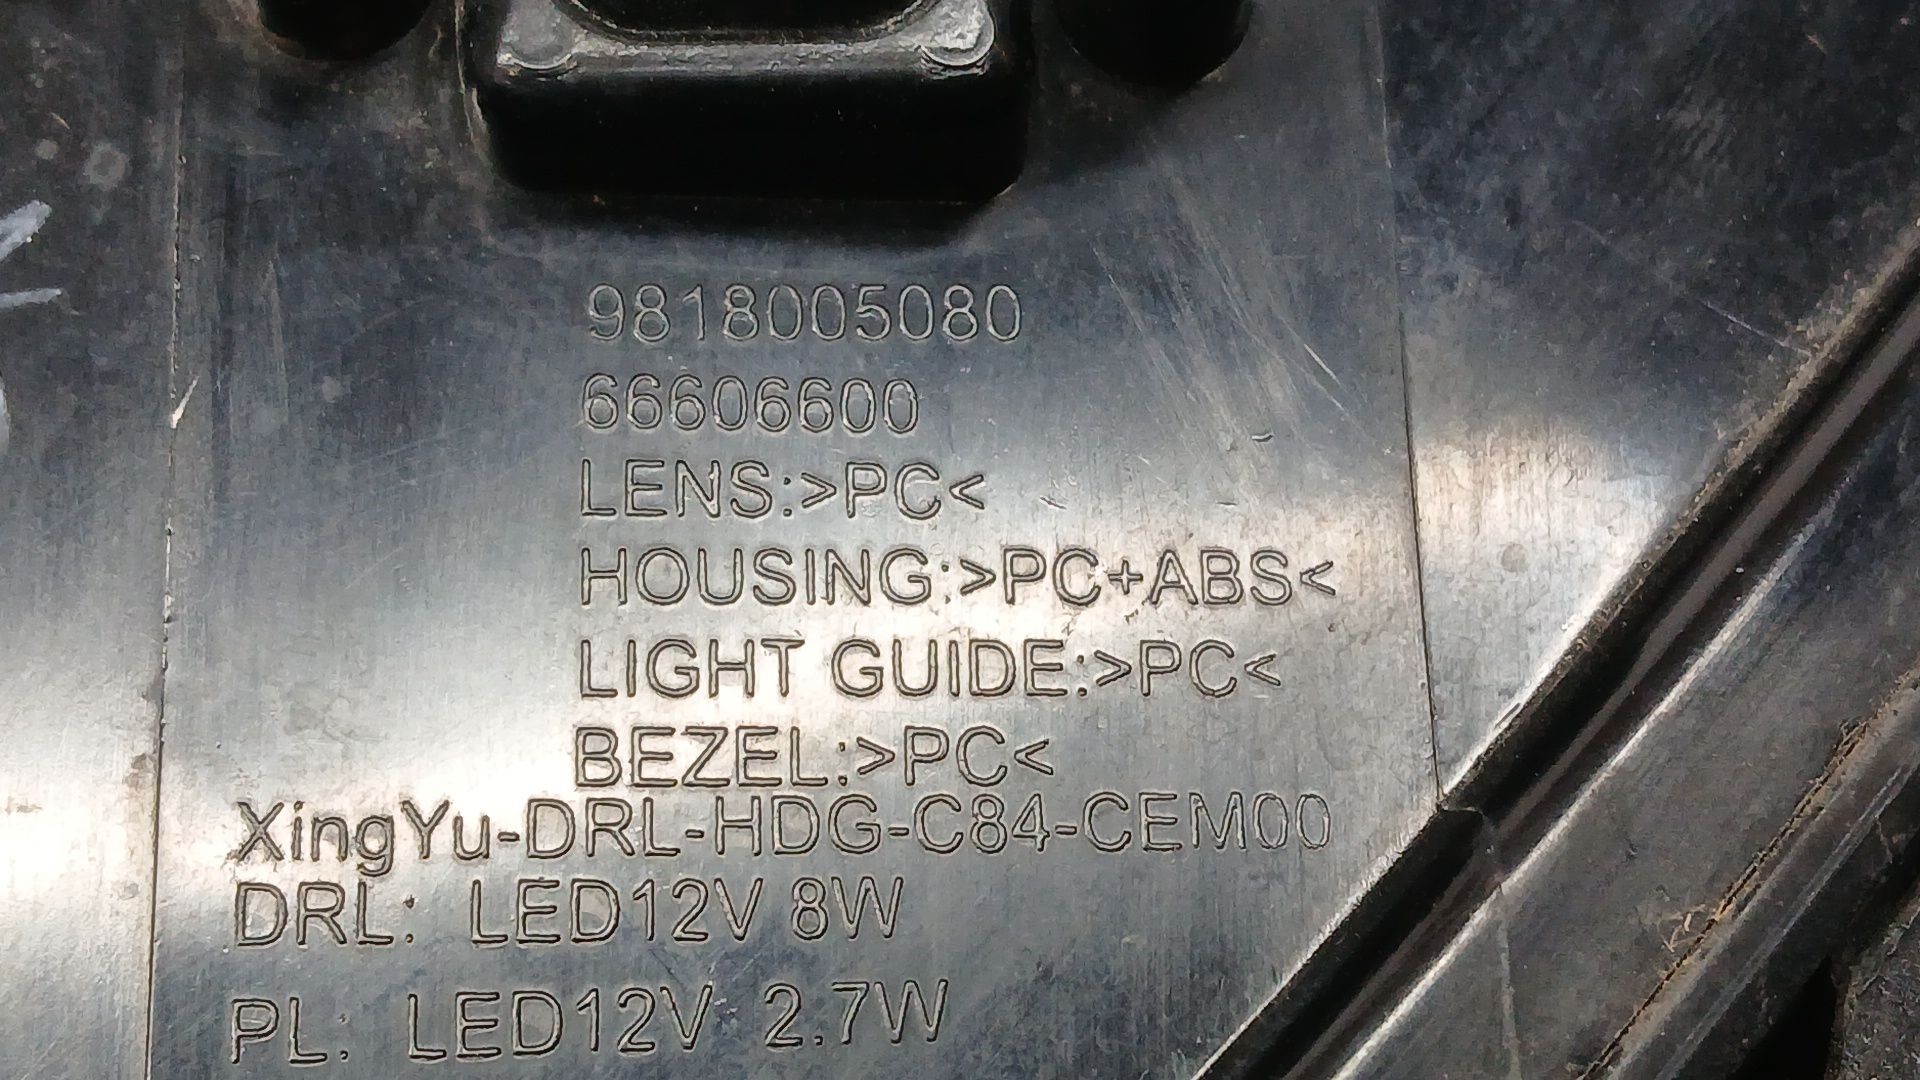 9818005080
66606600
LENS:>PC<
HOUSING:>PC+ABS<
LIGHT GUIDE:>PC<
BEZEL:>PC<
XingYu-DRL-HDG-C84-CEM00
DRL: LED12V 8W
PL: LED12V 2.7W